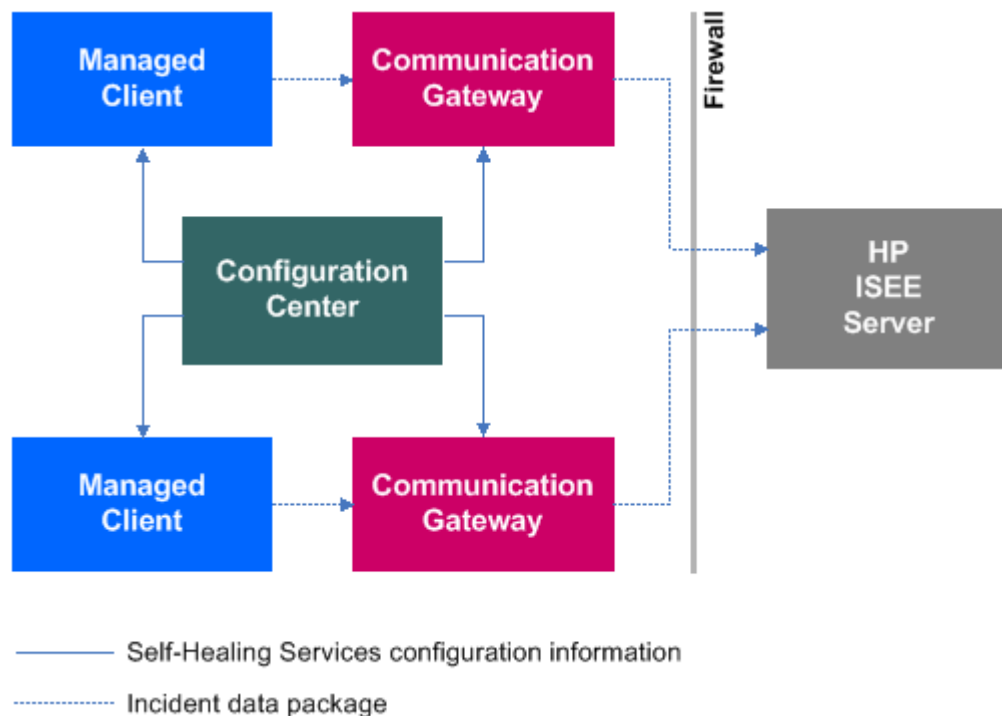 Managed
Client
Communication
Gateway
Firewall
Configuration
Center
HP
ISEE
Server
Managed
Client
Communication
Gateway
Self-Healing Services configuration information
Incident data package